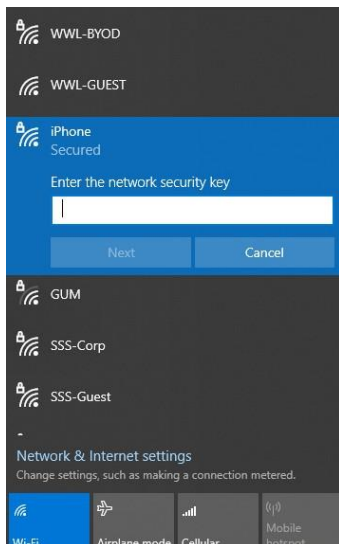 WWL-BYOD
WWL-GUEST
iPhone
Secured
Enter the network security key
Next
Cancel
GUM
SSS-Corp
SSS-Guest
Network & Internet settings
Change settings, such as making a connection metered.
Wi-Fi
Airplane mode
Cellular
Mobile
hotspot